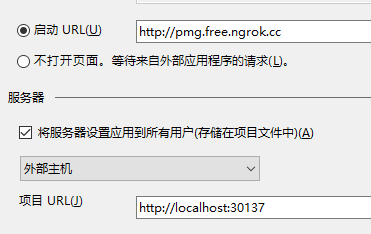 启动 URL(U)
http://pmg.free.ngrok.cc
不打开页面。等待来自外部应用程序的请求(L)。
服务器
将服务器设置应用到所有用户(存储在项目文件中)(A)
外部主机
项目 URL(J)
http://localhost:30137